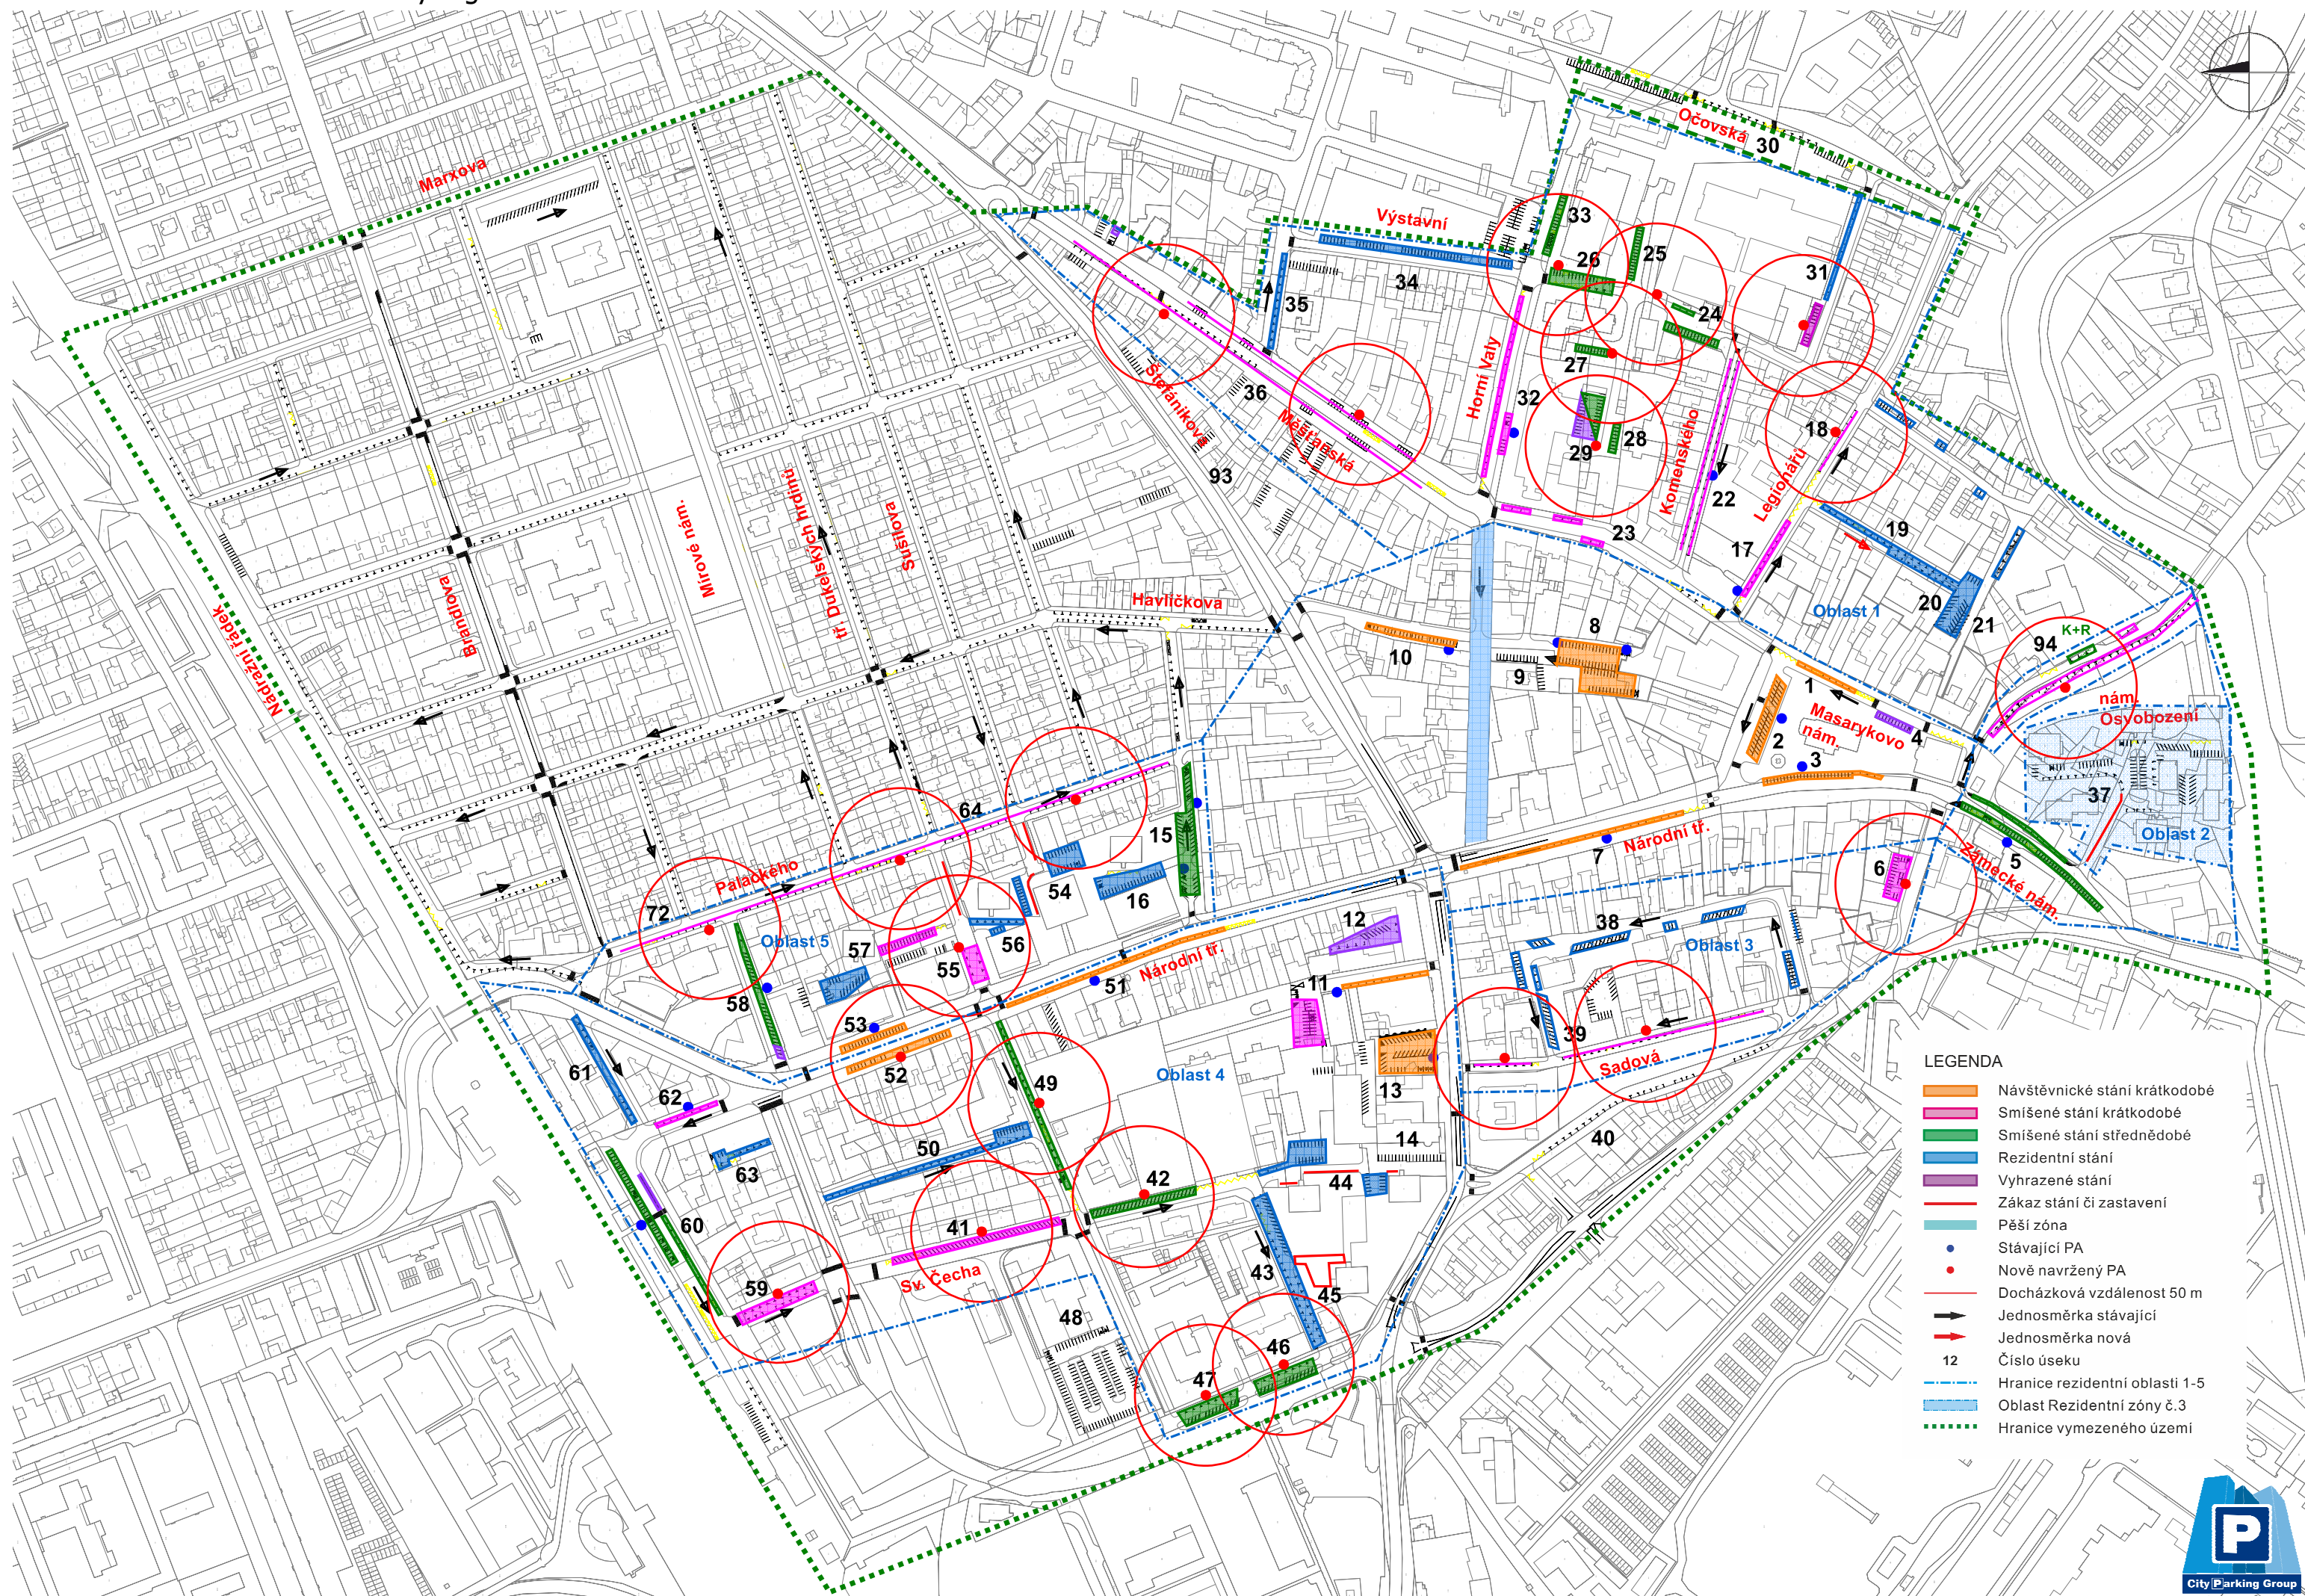 Marxova
Očovská
30
Výstavní
33
26
25
34
31
35
24
27
Štefánikova
36
Horní Valy
32
28
29
18
Měšťanská
93
Komenského
22
Legionářů
23
17
19
Mírové nám.
tř. Dukelských hrdinů
Sušilova
Brandlova
Nádražní řádek
Havlíčkova
Oblast 1
20
21
8
10
9
K+R
94
nám.
Osvobození
1
Masarykovo
nám.
2
3
4
37
Oblast 2
5
Zámecké nám.
6
7
Národní tř.
64
15
54
16
Palackého
72
Oblast 5
57
56
55
12
38
Oblast 3
58
53
52
51
Národní tř.
11
39
Sadová
13
61
62
49
Oblast 4
63
50
42
14
40
44
60
41
43
45
59
Sv. Čecha
48
46
47
LEGENDA
Návštěvnické stání krátkodobé
Smíšené stání krátkodobé
Smíšené stání střednědobé
Rezidentní stání
Vyhrazené stání
Zákaz stání či zastavení
Pěší zóna
Stávající PA
Nově navržený PA
Docházková vzdálenost 50 m
Jednosměrka stávající
Jednosměrka nová
12 Číslo úseku
Hranice rezidentní oblasti 1-5
Oblast Rezidentní zóny č.3
Hranice vymezeného území
P
City Parking Group